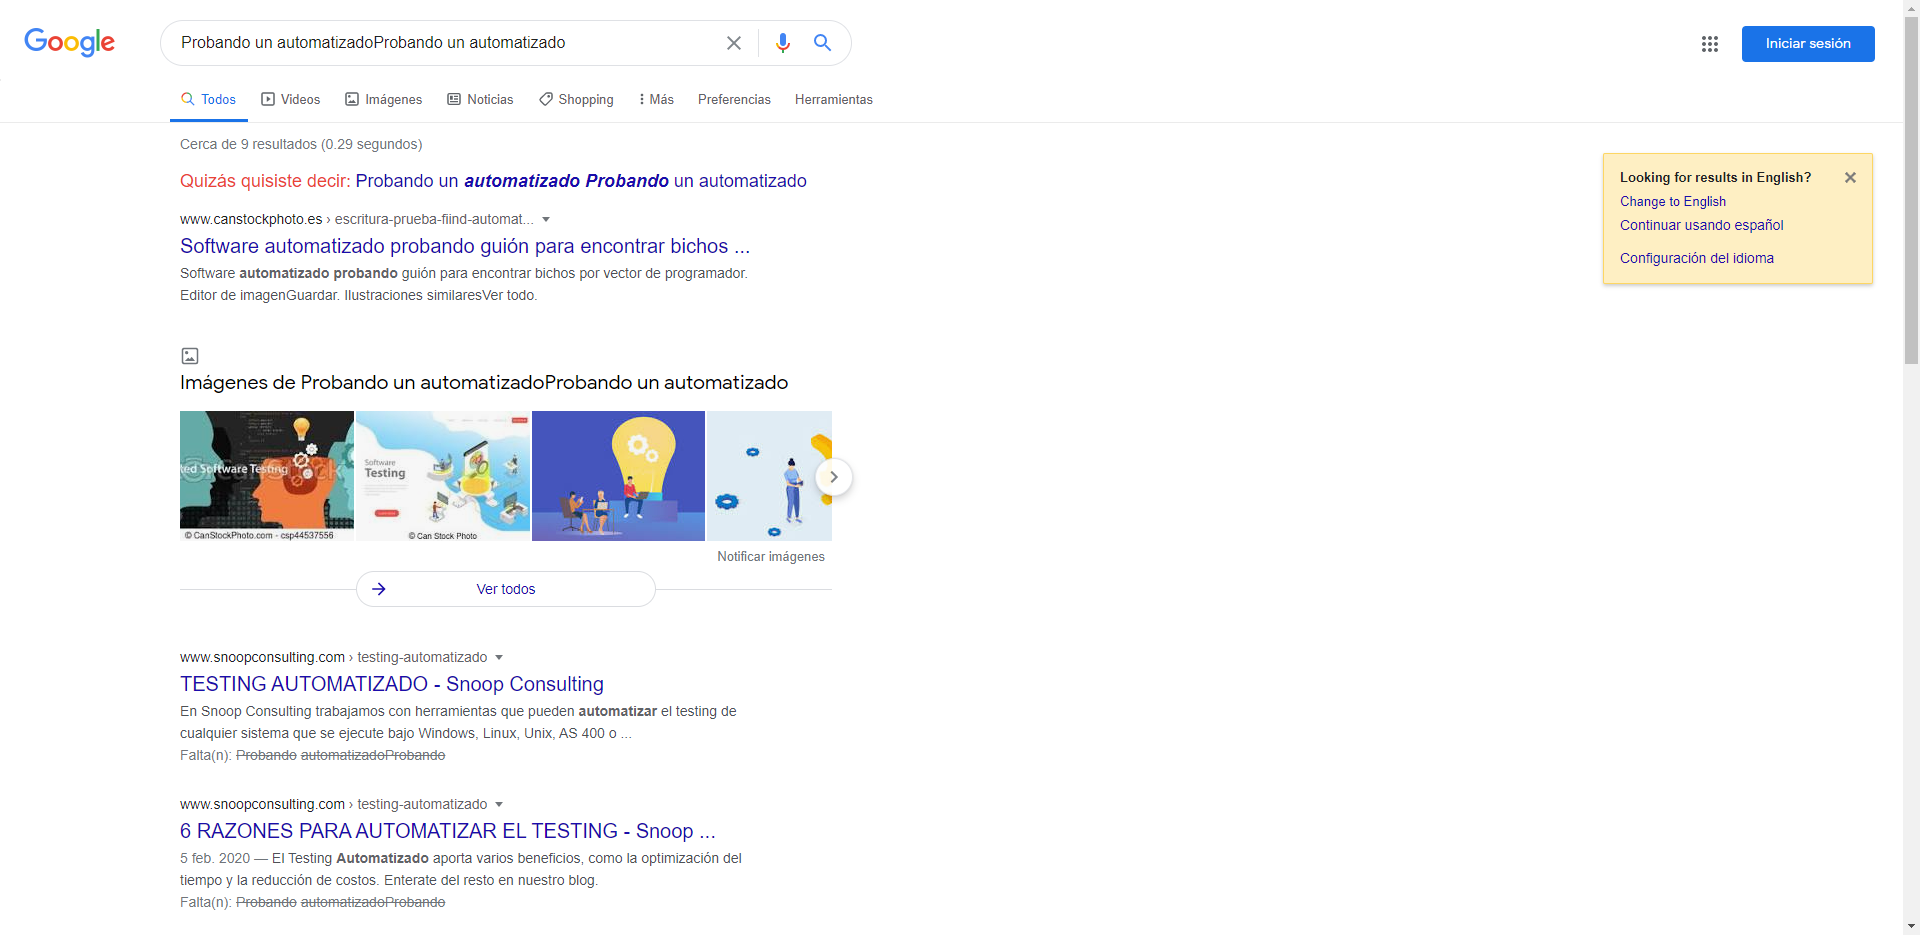 Google
Probando un automatizadoProbando un automatizado
Iniciar sesión
Todos
Videos
Imágenes
Noticias
Shopping
Más
Preferencias
Herramientas
Cerca de 9 resultados (0.29 segundos)
Quizás quisiste decir: Probando un automatizado Probando un automatizado
Looking for results in English?
Change to English
Continuar usando español
Configuración del idioma
www.canstockphoto.es › escritura-prueba-fiind-automat...
Software automatizado probando guión para encontrar bichos ...
Software automatizado probando guión para encontrar bichos por vector de programador.
Editor de imagenGuardar. Ilustraciones similaresVer todo.
Imágenes de Probando un automatizadoProbando un automatizado
ted Software Testing
© CanStockPhoto.com - csp44537556
Software
Testing
© Can Stock Photo
Notificar imágenes
Ver todos
www.snoopconsulting.com › testing-automatizado
TESTING AUTOMATIZADO - Snoop Consulting
En Snoop Consulting trabajamos con herramientas que pueden automatizar el testing de
cualquier sistema que se ejecute bajo Windows, Linux, Unix, AS 400 o ...
Falta(n): Probando automatizadoProbando
www.snoopconsulting.com › testing-automatizado
6 RAZONES PARA AUTOMATIZAR EL TESTING - Snoop ...
5 feb. 2020 — El Testing Automatizado aporta varios beneficios, como la optimización del
tiempo y la reducción de costos. Enterate del resto en nuestro blog.
Falta(n): Probando automatizadoProbando